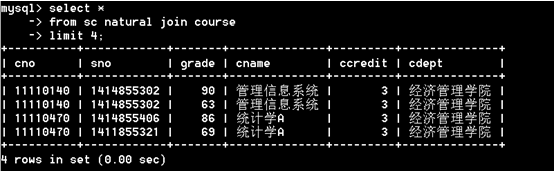 mysql> select *
    -> from sc natural join course
    -> limit 4;
+----------+------------+-------+--------------+---------+--------------+
| cno      | sno        | grade | cname        | ccredit | cdept        |
+----------+------------+-------+--------------+---------+--------------+
| 11110140 | 1414855302 |    90 | 管理信息系统 |       3 | 经济管理学院 |
| 11110140 | 1414855302 |    63 | 管理信息系统 |       3 | 经济管理学院 |
| 11110470 | 1414855406 |    86 | 统计学A      |       3 | 经济管理学院 |
| 11110470 | 1411855321 |    69 | 统计学A      |       3 | 经济管理学院 |
+----------+------------+-------+--------------+---------+--------------+
4 rows in set (0.00 sec)